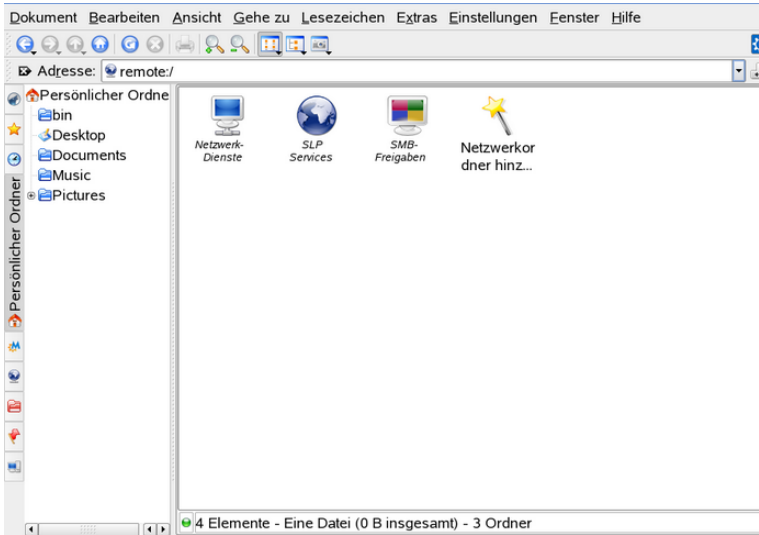 Dokument Bearbeiten Ansicht Gehe zu Lesezeichen Extras Einstellungen Fenster Hilfe
Adresse: remote:/
Persönlicher Ordne
bin
Desktop
Documents
Music
Pictures
Persönlicher Ordner
Netzwerk-
Dienste
SLP
Services
SMB-
Freigaben
Netzwerkor
dner hinz...
4 Elemente - Eine Datei (0 B insgesamt) - 3 Ordner